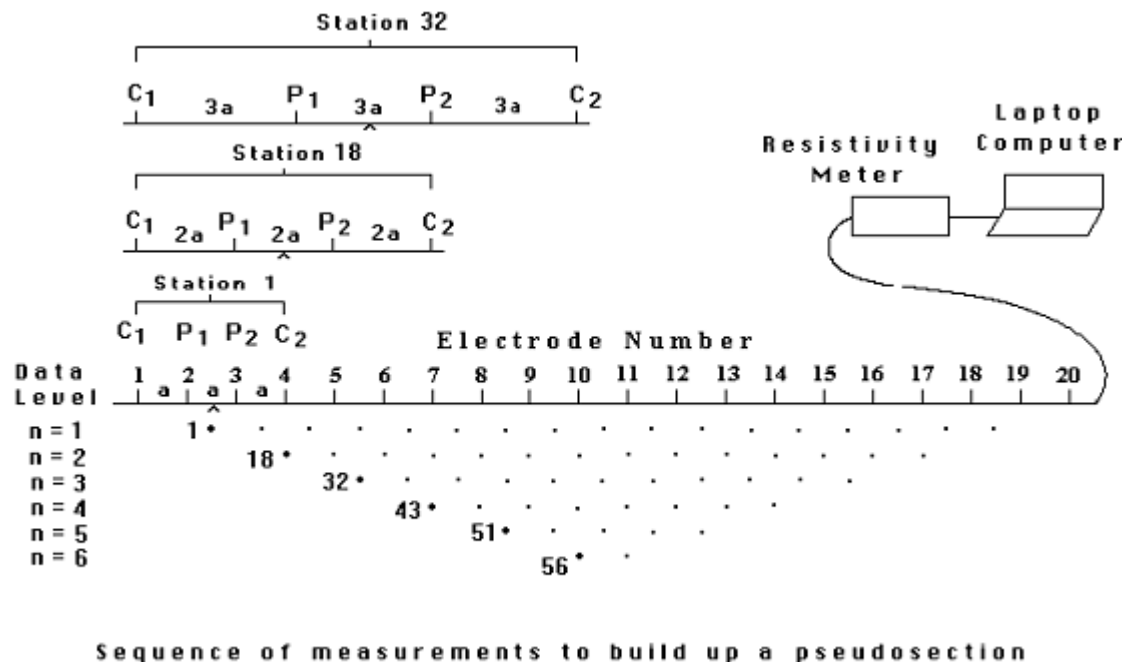 Station 32
C1 3a P1 3a P2 3a C2
Station 18
C1 2a P1 2a P2 2a C2
Station 1
C1 P1 P2 C2
Resistivity
Meter
Laptop
Computer
Electrode Number
Data
Level
1 2 3 4 5 6 7 8 9 10 11 12 13 14 15 16 17 18 19 20
a a a
n = 1 1
n = 2 18
n = 3 32
n = 4 43
n = 5 51
n = 6 56
Sequence of measurements to build up a pseudosection